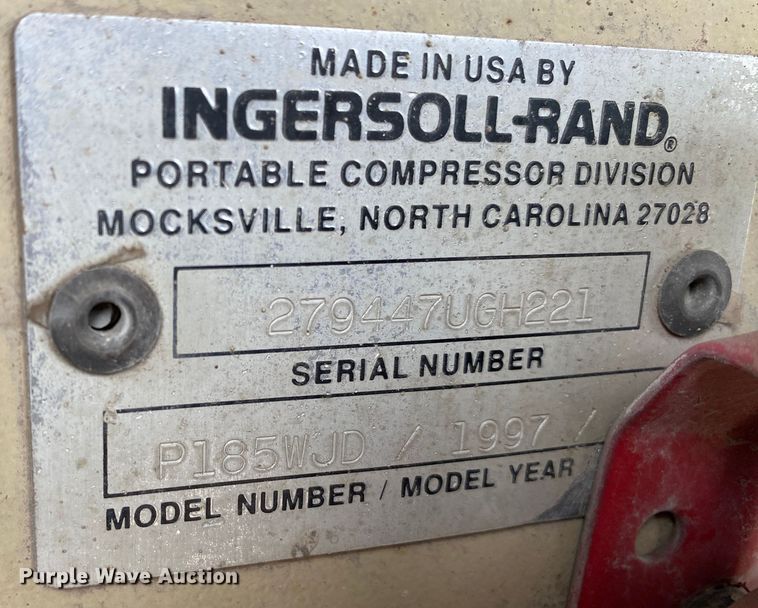 MADE IN USA BY
INGERSOLL-RAND®
PORTABLE COMPRESSOR DIVISION
MOCKSVILLE, NORTH CAROLINA 27028
279447UGH221
SERIAL NUMBER
P185WJD / 1997 /
MODEL NUMBER / MODEL YEAR
Purple Wave Auction